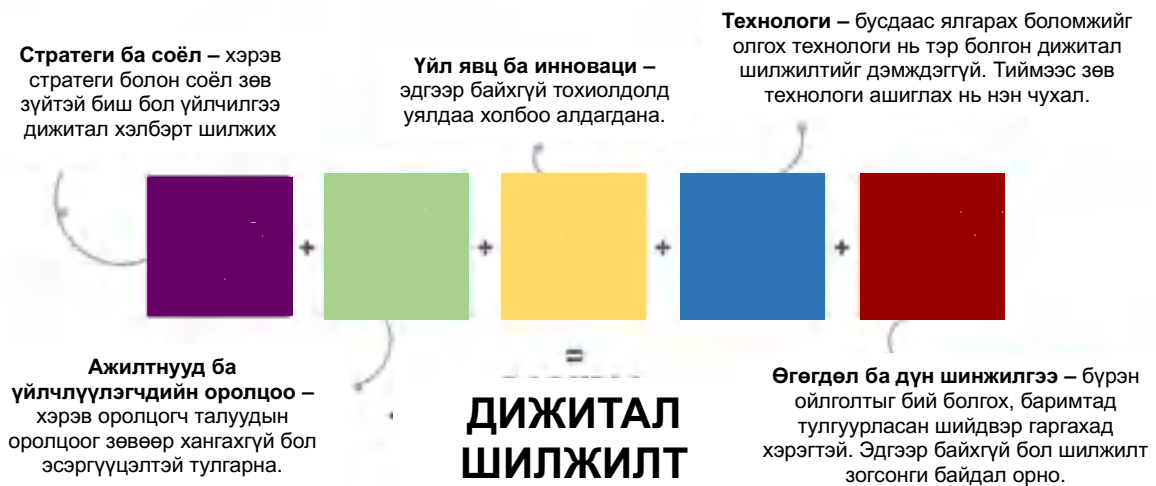 Стратеги ба соёл – хэрэв
стратеги болон соёл зөв
зүйтэй биш бол үйлчилгээ
дижитал хэлбэрт шилжих
Үйл явц ба инноваци –
эдгээр байхгүй тохиолдолд
уялдаа холбоо алдагдана.
Технологи – бусдаас ялгарах боломжийг
олгох технологи нь тэр болгон дижитал
шилжилтийг дэмждэггүй. Тиймээс зөв
технологи ашиглах нь нэн чухал.
+ + + +
Ажилтнууд ба
үйлчлүүлэгчдийн оролцоо –
хэрэв оролцогч талуудын
оролцоог зөвөөр хангахгүй бол
эсэргүүцэлтэй тулгарна.
=
ДИЖИТАЛ
ШИЛЖИЛТ
Өгөгдөл ба дүн шинжилгээ – бүрэн
ойлголтыг бий болгох, баримтад
тулгуурласан шийдвэр гаргахад
хэрэгтэй. Эдгээр байхгүй бол шилжилт
зогсонги байдал орно.